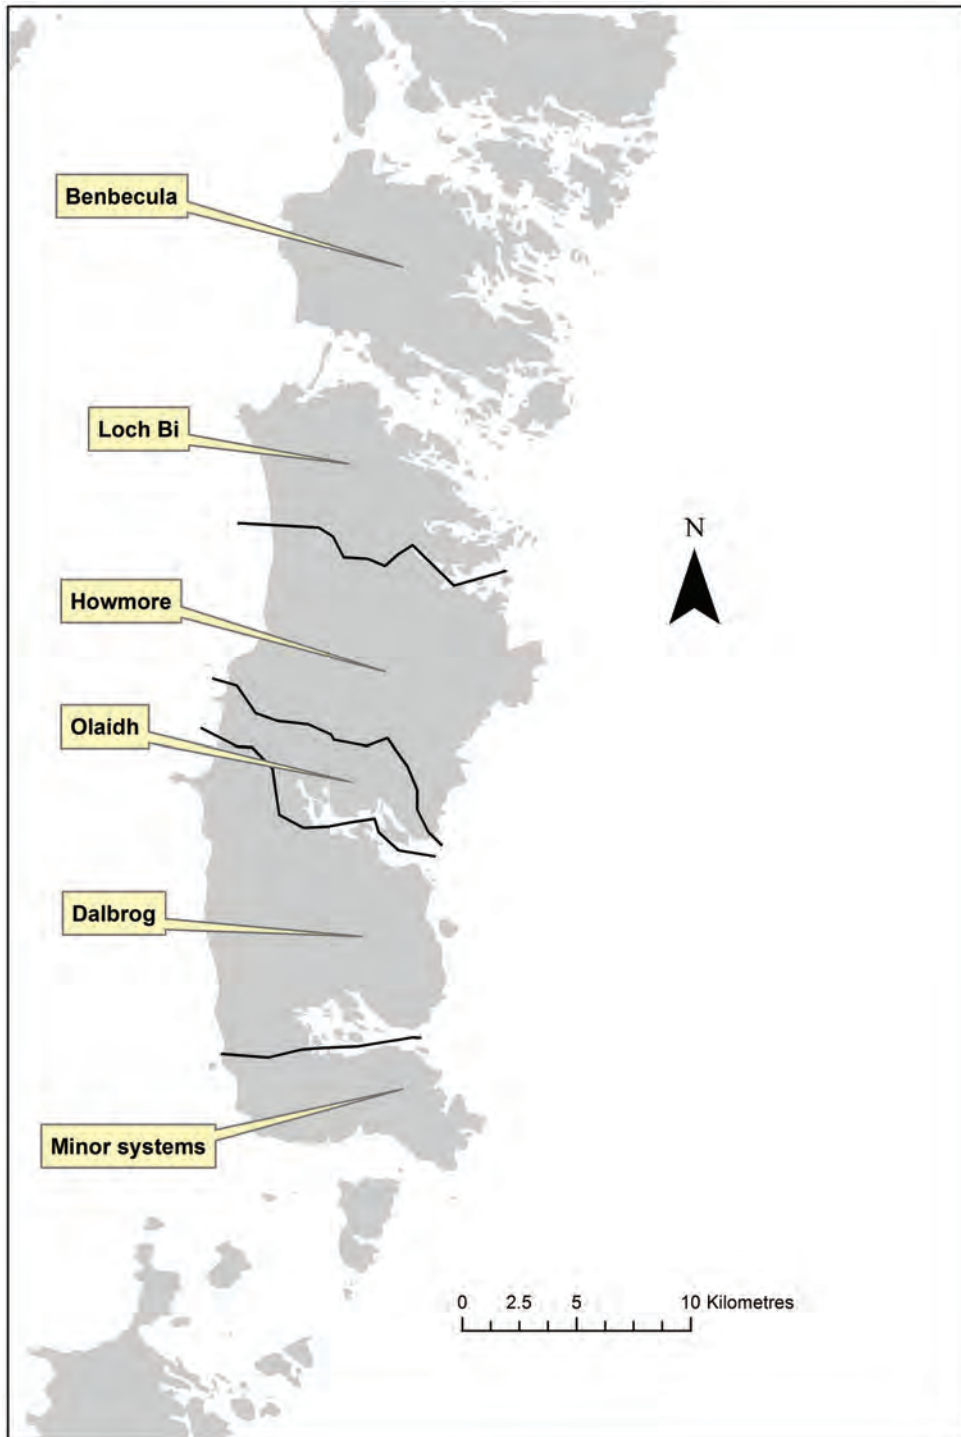 Benbecula
Loch Bi
N
Howmore
Olaidh
Dalbrog
Minor systems
0 2.5 5 10 Kilometres